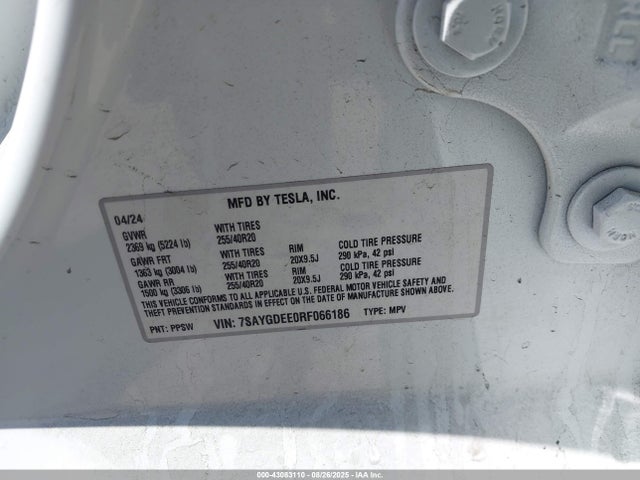 MFD BY TESLA, INC.
04/24
GVWR WITH TIRES
2369 kg (5224 lb) 255/40R20 RIM COLD TIRE PRESSURE
GAWR FRT WITH TIRES 20X9.5J 290 kPa, 42 psi
1363 kg (3004 lb) 255/40R20 RIM COLD TIRE PRESSURE
GAWR RR WITH TIRES 20X9.5J 290 kPa, 42 psi
1500 kg (3306 lb) 255/40R20
THIS VEHICLE CONFORMS TO ALL APPLICABLE U.S. FEDERAL MOTOR VEHICLE SAFETY AND
THEFT PREVENTION STANDARDS IN EFFECT ON THE DATE OF MANUFACTURE SHOWN ABOVE.
PNT: PPSW VIN: 7SAYGDEE0RF066186 TYPE: MPV
000-43083110 - 08/26/2025 - IAAI.COM